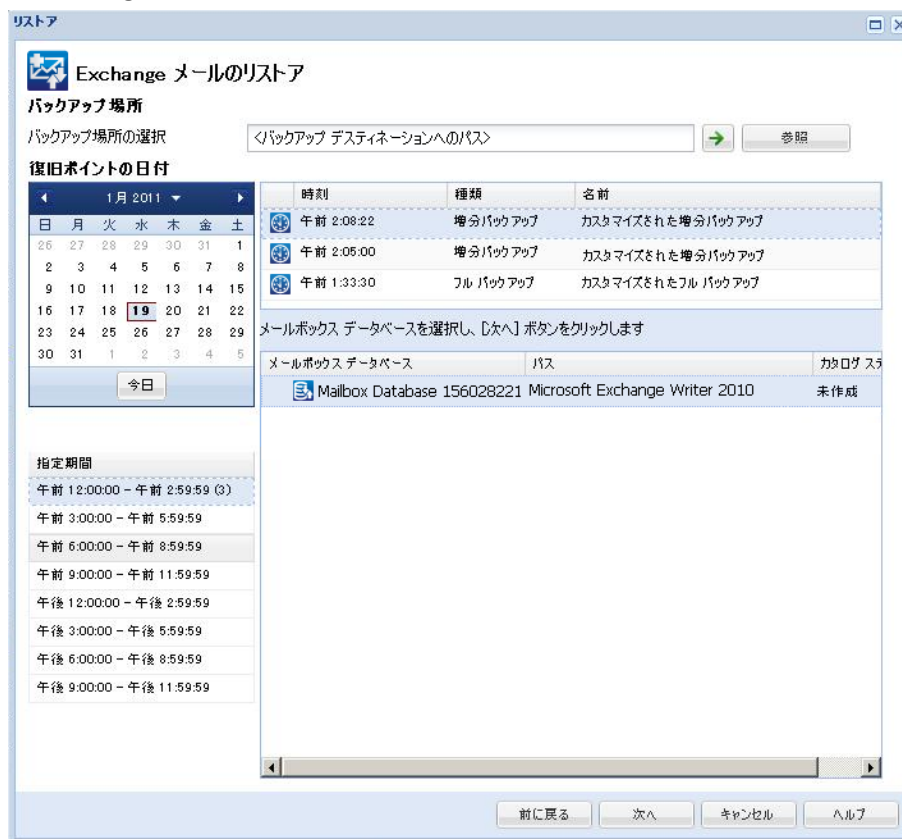 リストア
Exchange メールのリストア
バックアップ場所
バックアップ場所の選択 <バックアップ デスティネーションへのパス> 参照
復旧ポイントの日付
1月 2011
日 月 火 水 木 金 土
26 27 28 29 30 31 1
2 3 4 5 6 7 8
9 10 11 12 13 14 15
16 17 18 19 20 21 22
23 24 25 26 27 28 29
30 31 1 2 3 4 5
今日
時刻 種類 名前
午前 2:08:22 増分バックアップ カスタマイズされた増分バックアップ
午前 2:05:00 増分バックアップ カスタマイズされた増分バックアップ
午前 1:33:30 フル バックアップ カスタマイズされたフル バックアップ
メールボックス データベースを選択し、[次へ] ボタンをクリックします
メールボックス データベース パス カタログ ステ
Mailbox Database 156028221 Microsoft Exchange Writer 2010 未作成
指定期間
午前 12:00:00 - 午前 2:59:59 (3)
午前 3:00:00 - 午前 5:59:59
午前 6:00:00 - 午前 8:59:59
午前 9:00:00 - 午前 11:59:59
午後 12:00:00 - 午後 2:59:59
午後 3:00:00 - 午後 5:59:59
午後 6:00:00 - 午後 8:59:59
午後 9:00:00 - 午後 11:59:59
前に戻る 次へ キャンセル ヘルプ